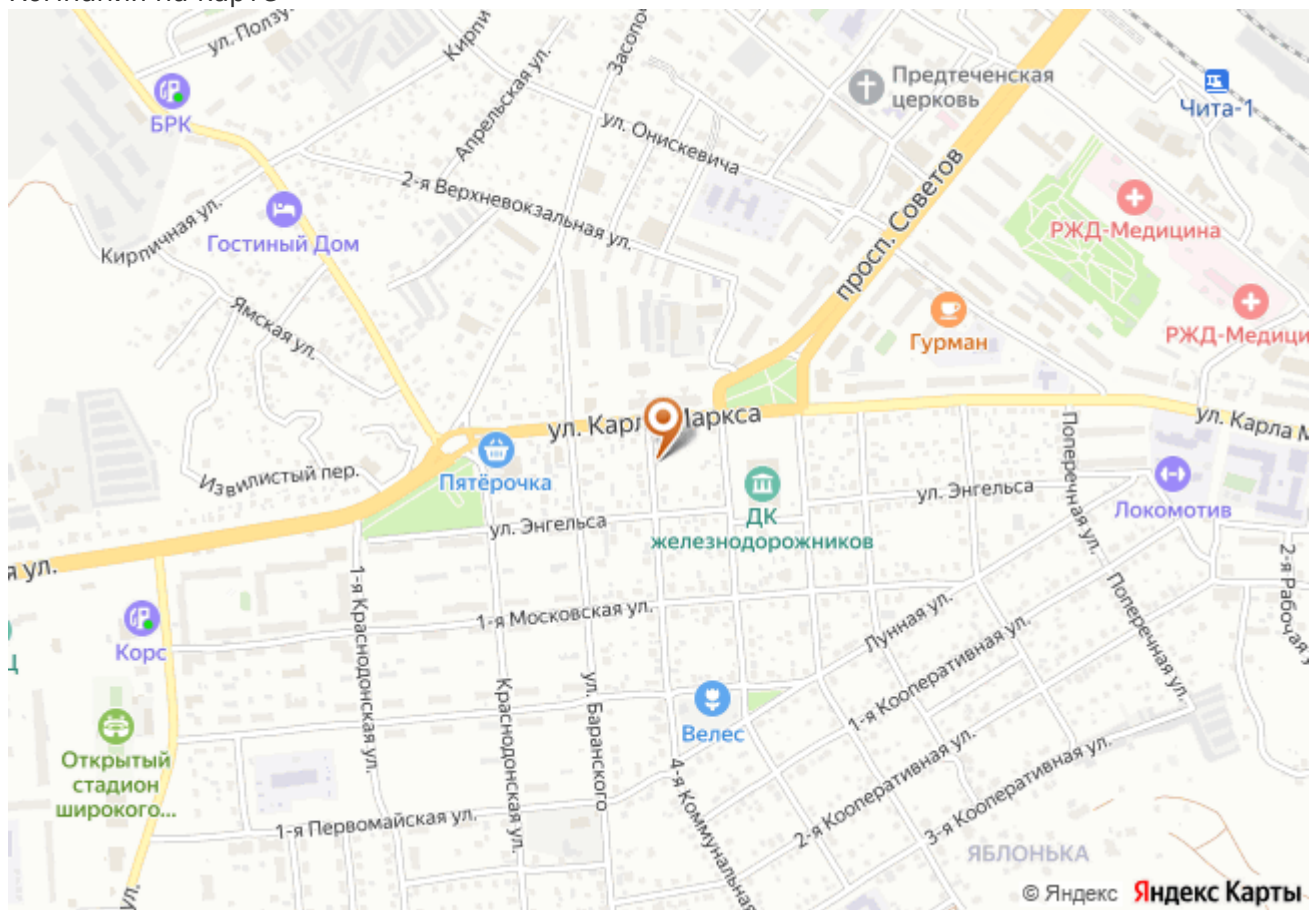 ул. Ползу
Кирпи
Засопо
Апрельская ул.
БРК
Предтеченская
церковь
Чита-1
ул. Онискевича
2-я Верхневокзальная ул.
просп. Советов
РЖД-Медицина
Кирпичная ул.
Гостиный Дом
Ямская ул.
Гурман
РЖД-Медици
ул. Карл Маркса
ул. Карла М
Извилистый пер.
Пятёрочка
ул. Энгельса
ДК
железнодорожников
ул. Энгельса
Поперечная ул.
Локомотив
я ул.
Корс
Ц
1-я Краснодонская ул.
1-я Московская ул.
Лунная ул.
Поперечная ул.
2-я Рабочая у
Краснодонская ул.
ул. Баранского
Велес
1-я Кооперативная ул.
Открытый
стадион
широкого...
1-я Первомайская ул.
4-я Коммунальная
2-я Кооперативная ул.
3-я Кооперативная ул.
ЯБЛОНЬКА
ул.
© Яндекс Яндекс Карты